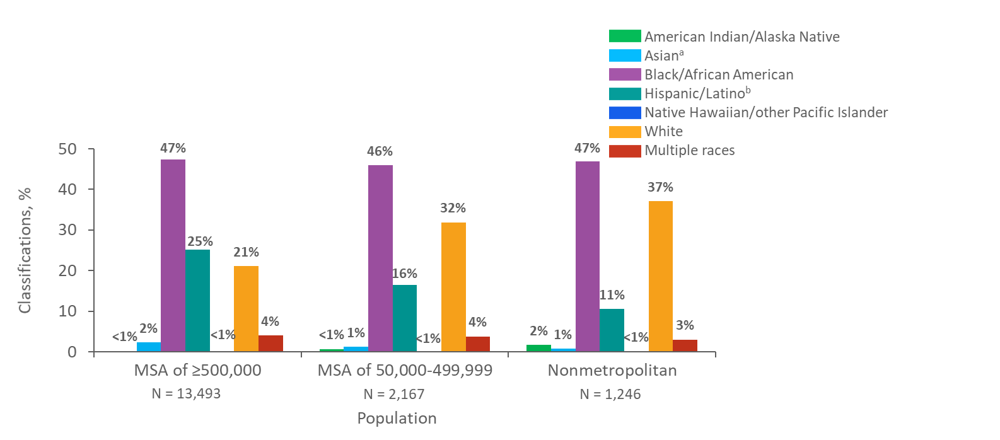 American Indian/Alaska Native
Asianᵃ
Black/African American
Hispanic/Latinoᵇ
Native Hawaiian/other Pacific Islander
White
Multiple races
Classifications, %
50
40
30
20
10
0
<1%
2%
47%
25%
<1%
21%
4%
<1%
1%
46%
16%
<1%
32%
4%
2%
1%
47%
11%
<1%
37%
3%
MSA of ≥500,000
MSA of 50,000-499,999
Nonmetropolitan
N = 13,493
N = 2,167
N = 1,246
Population